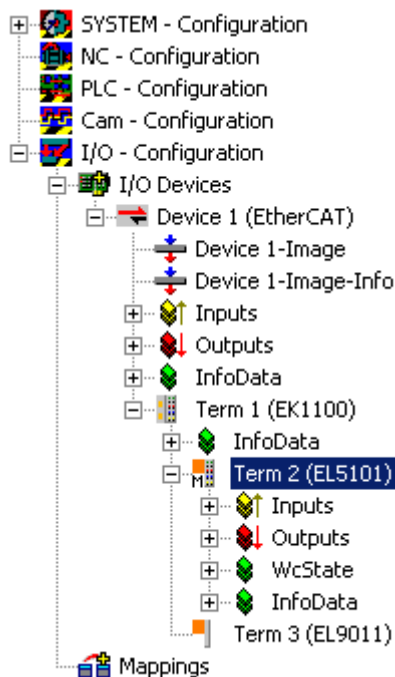 SYSTEM - Configuration
NC - Configuration
PLC - Configuration
Cam - Configuration
I/O - Configuration
I/O Devices
Device 1 (EtherCAT)
Device 1-Image
Device 1-Image-Info
Inputs
Outputs
InfoData
Term 1 (EK1100)
InfoData
M Term 2 (EL5101)
Inputs
Outputs
WcState
InfoData
Term 3 (EL9011)
Mappings